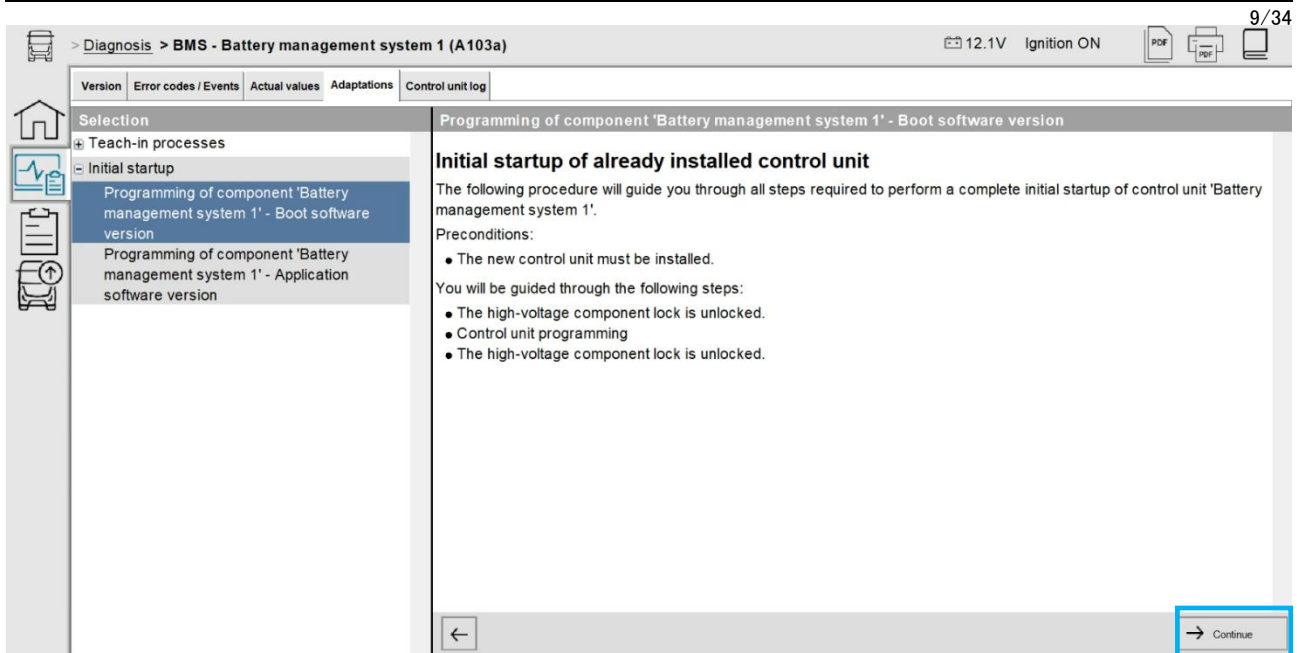 9/34
> Diagnosis > BMS - Battery management system 1 (A103a)
12.1V Ignition ON
PDF
PDF
Version Error codes / Events Actual values Adaptations Control unit log
Selection
Teach-in processes
Initial startup
Programming of component 'Battery
management system 1' - Boot software
version
Programming of component 'Battery
management system 1' - Application
software version
Programming of component 'Battery management system 1' - Boot software version
Initial startup of already installed control unit
The following procedure will guide you through all steps required to perform a complete initial startup of control unit 'Battery
management system 1'.
Preconditions:
● The new control unit must be installed.
You will be guided through the following steps:
● The high-voltage component lock is unlocked.
● Control unit programming
● The high-voltage component lock is unlocked.
← 
→ Continue